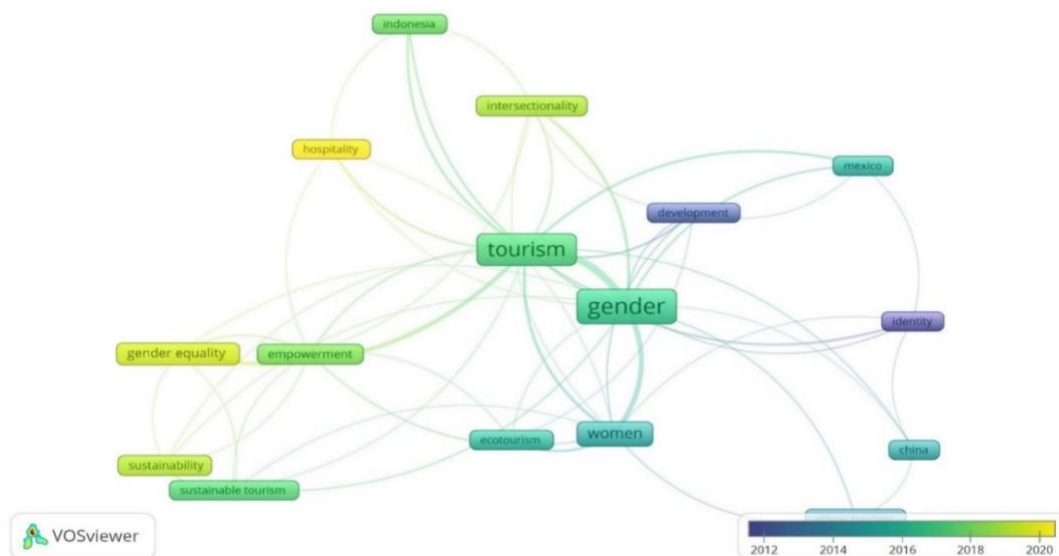 indonesia
intersectionality
hospitality
mexico
development
tourism
gender
identity
gender equality
empowerment
women
ecotourism
china
sustainability
sustainable tourism
VOSviewer
2012 2014 2016 2018 2020